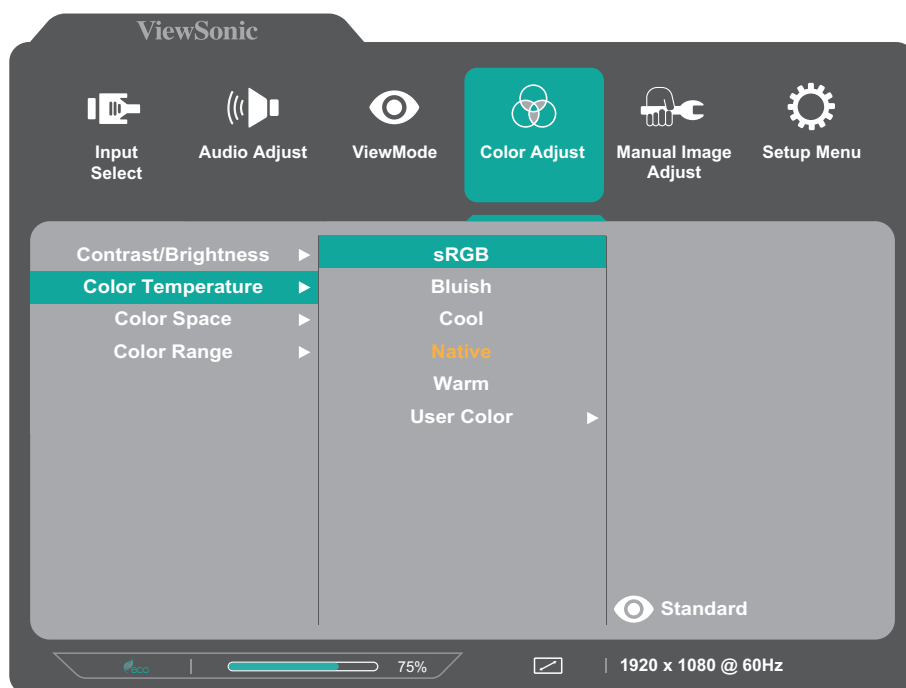 ViewSonic
Input
Select
Audio Adjust
ViewMode
Color Adjust
Manual Image
Adjust
Setup Menu
Contrast/Brightness
Color Temperature
Color Space
Color Range
sRGB
Bluish
Cool
Native
Warm
User Color
Standard
eco
75%
1920 x 1080 @ 60Hz